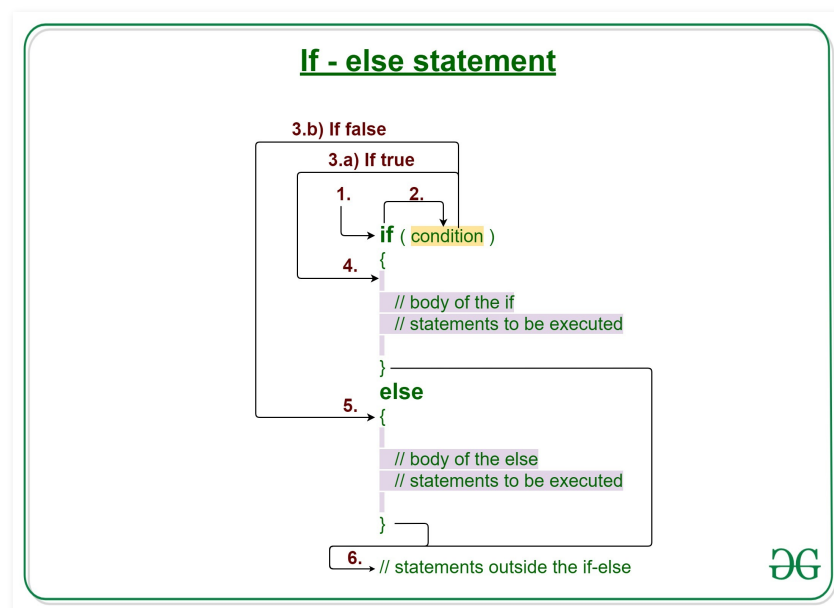 If - else statement
3.b) If false
3.a) If true
1. 2.
if ( condition )
{
4.
// body of the if
// statements to be executed
}
else
5.
{
// body of the else
// statements to be executed
}
6. // statements outside the if-else